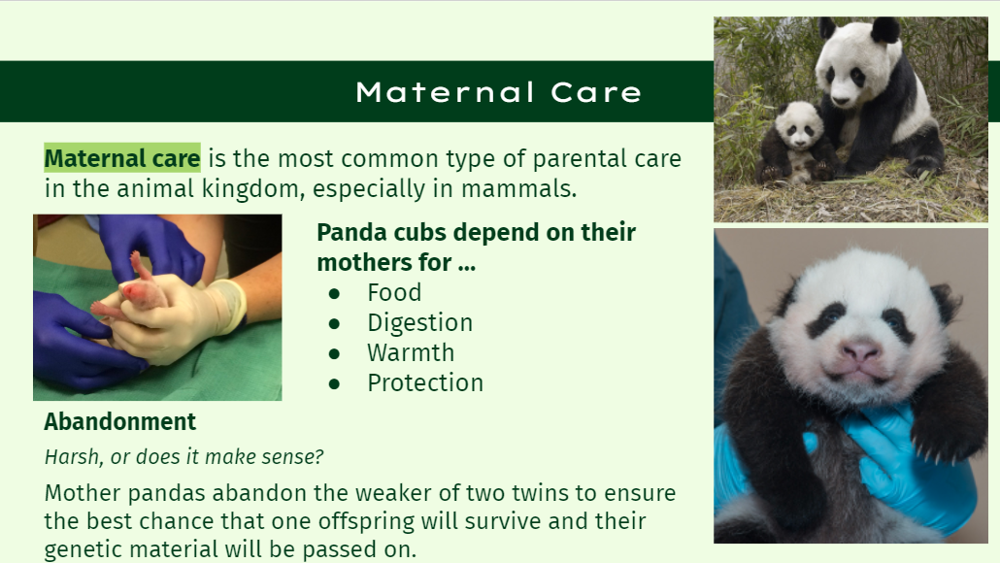 Maternal Care
Maternal care is the most common type of parental care
in the animal kingdom, especially in mammals.
Panda cubs depend on their
mothers for ...
● Food
● Digestion
● Warmth
● Protection
Abandonment
Harsh, or does it make sense?
Mother pandas abandon the weaker of two twins to ensure
the best chance that one offspring will survive and their
genetic material will be passed on.